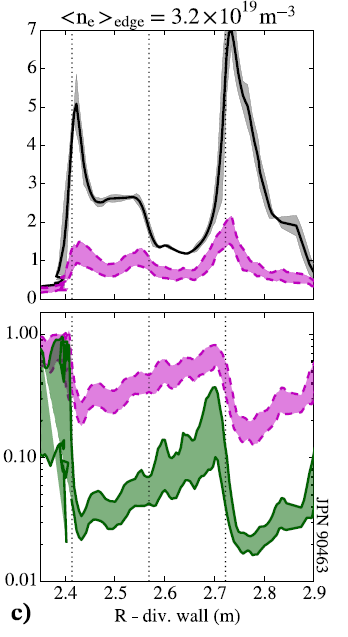 <n_e>_edge = 3.2×10^19 m^−3
7
6
5
4
3
2
1
0
1.00
0.10
0.01
2.4 2.5 2.6 2.7 2.8 2.9
R - div. wall (m)
JPN 90463
c)